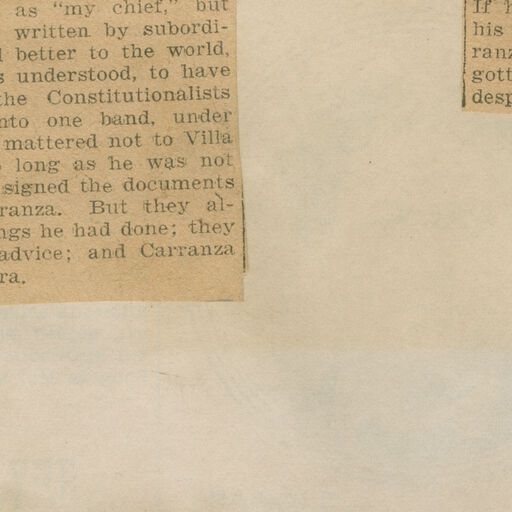 as "my chief," but
written by subordi-
better to the world,
s understood, to have
the Constitutionalists
nto one band, under
mattered not to Villa
long as he was not
signed the documents
ranza. But they al-
ngs he had done; they
advice; and Carranza
ra.
If h
his
ranz
gott
desp